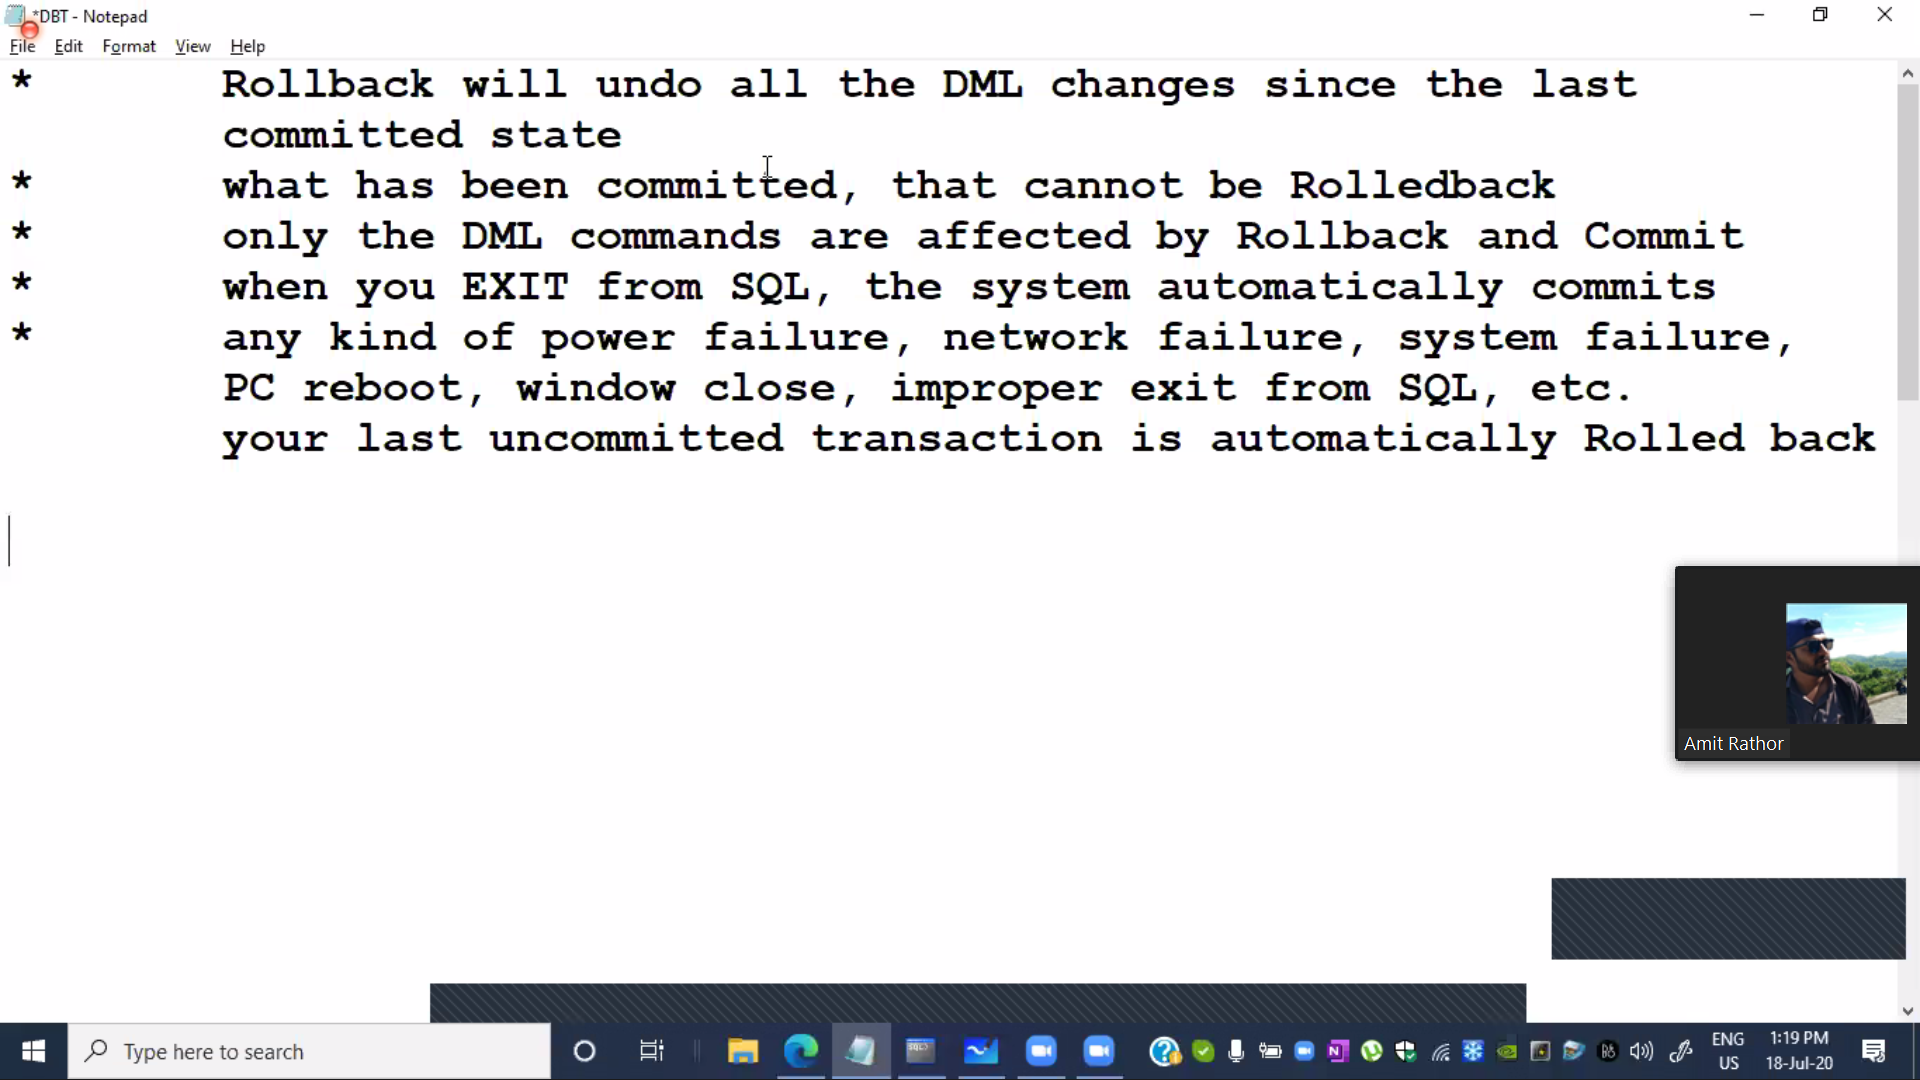 *DBT - Notepad
File Edit Format View Help
* Rollback will undo all the DML changes since the last
committed state
* what has been committed, that cannot be Rolledback
* only the DML commands are affected by Rollback and Commit
* when you EXIT from SQL, the system automatically commits
* any kind of power failure, network failure, system failure,
PC reboot, window close, improper exit from SQL, etc.
your last uncommitted transaction is automatically Rolled back
Amit Rathor
Type here to search
ENG
US
1:19 PM
18-Jul-20